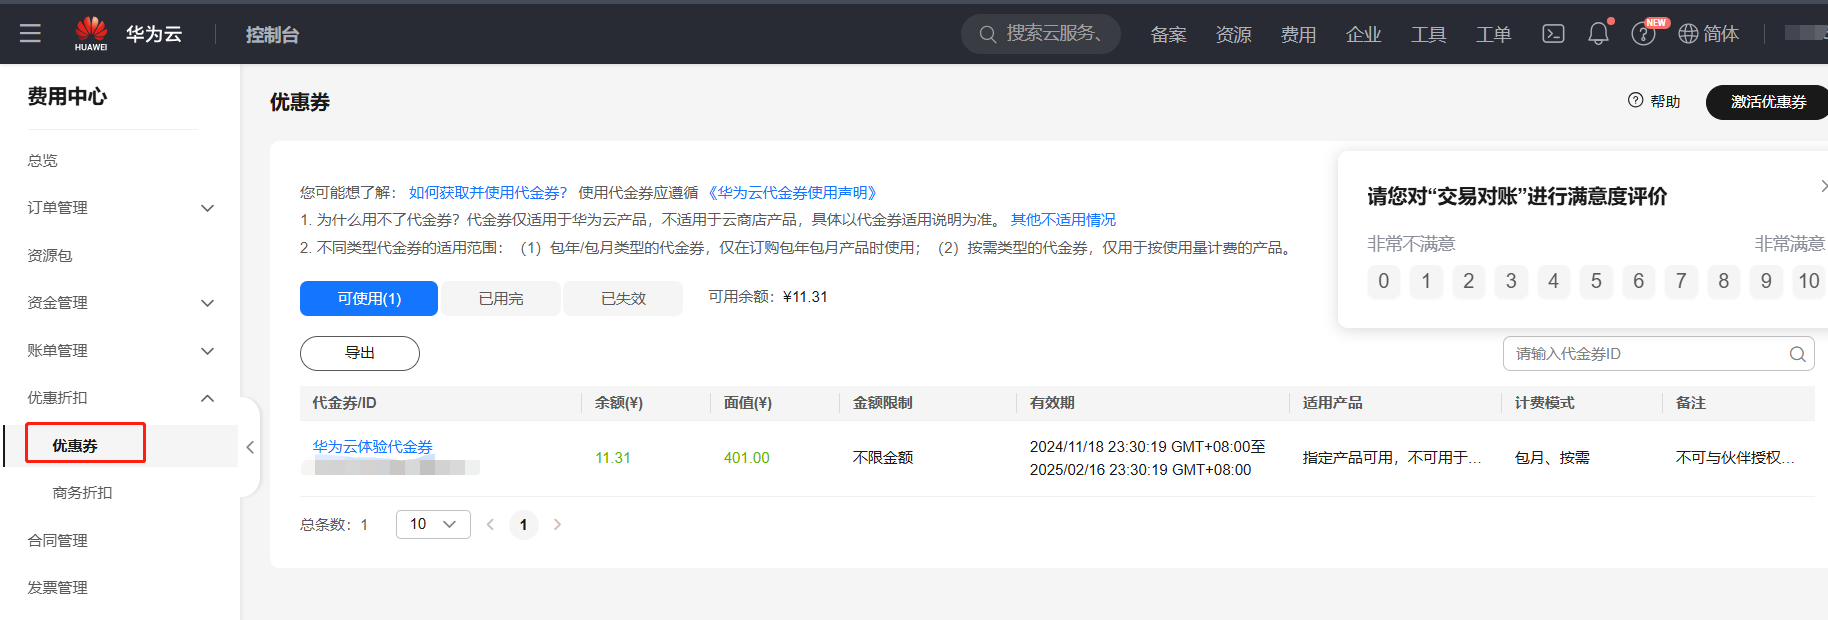 HUAWEI
华为云
控制台
搜索云服务、
备案
资源
费用
企业
工具
工单
NEW
简体
费用中心
总览
订单管理
资源包
资金管理
账单管理
优惠折扣
优惠券
商务折扣
合同管理
发票管理
优惠券
帮助
激活优惠券
您可能想了解： 如何获取并使用代金券？ 使用代金券应遵循 《华为云代金券使用声明》
1. 为什么用不了代金券？代金券仅适用于华为云产品，不适用于云商店产品，具体以代金券适用说明为准。 其他不适用情况
2. 不同类型代金券的适用范围：（1）包年/包月类型的代金券，仅在订购包年包月产品时使用；（2）按需类型的代金券，仅用于按使用量计费的产品。
请您对“交易对账”进行满意度评价
非常不满意 非常满意
0 1 2 3 4 5 6 7 8 9 10
可使用(1) 已用完 已失效 可用余额：¥11.31
导出
请输入代金券ID
代金券/ID 余额(¥) 面值(¥) 金额限制 有效期 适用产品 计费模式 备注
华为云体验代金券 11.31 401.00 不限金额 2024/11/18 23:30:19 GMT+08:00至
2025/02/16 23:30:19 GMT+08:00 指定产品可用，不可用于... 包月、按需 不可与伙伴授权...
总条数：1 10 1